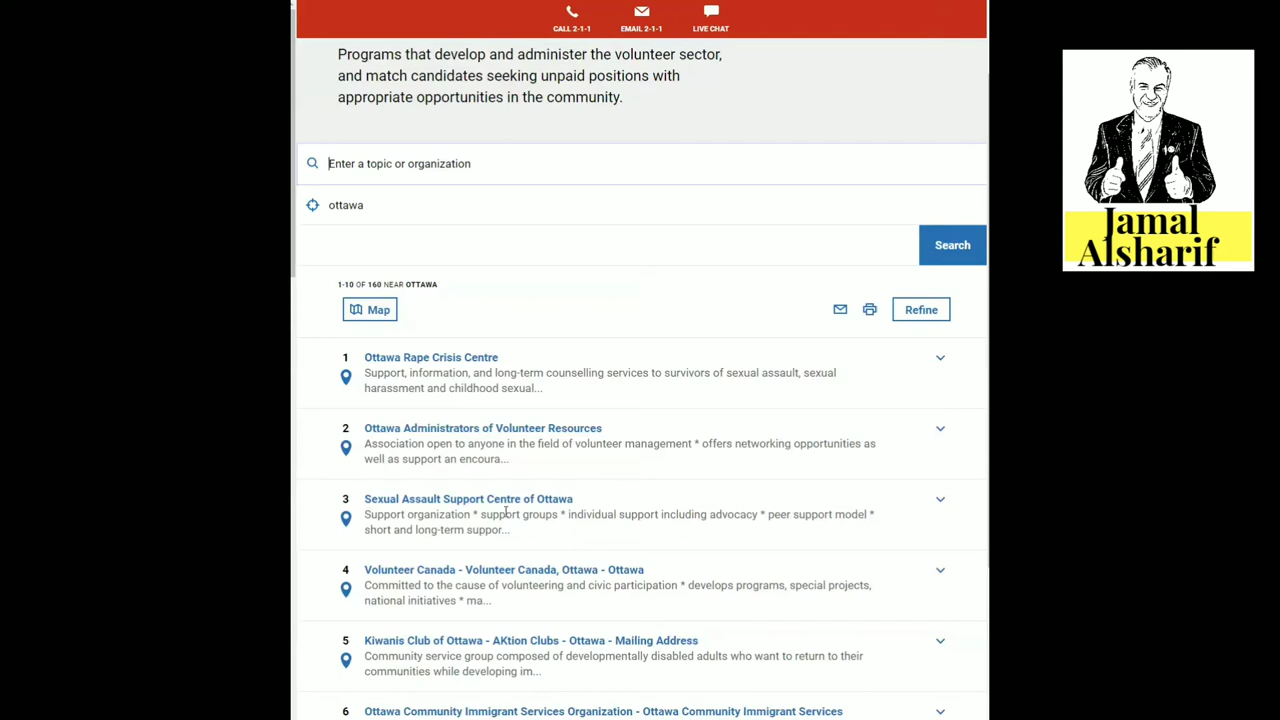 CALL 2-1-1
EMAIL 2-1-1
LIVE CHAT
Programs that develop and administer the volunteer sector,
and match candidates seeking unpaid positions with
appropriate opportunities in the community.
Enter a topic or organization
ottawa
Search
1-10 OF 160 NEAR OTTAWA
Map
Refine
1 Ottawa Rape Crisis Centre
Support, information, and long-term counselling services to survivors of sexual assault, sexual
harassment and childhood sexual...
2 Ottawa Administrators of Volunteer Resources
Association open to anyone in the field of volunteer management * offers networking opportunities as
well as support an encoura...
3 Sexual Assault Support Centre of Ottawa
Support organization * support groups * individual support including advocacy * peer support model *
short and long-term suppor...
4 Volunteer Canada - Volunteer Canada, Ottawa - Ottawa
Committed to the cause of volunteering and civic participation * develops programs, special projects,
national initiatives * ma...
5 Kiwanis Club of Ottawa - AKtion Clubs - Ottawa - Mailing Address
Community service group composed of developmentally disabled adults who want to return to their
communities while developing im...
6 Ottawa Community Immigrant Services Organization - Ottawa Community Immigrant Services
Jamal
Alsharif